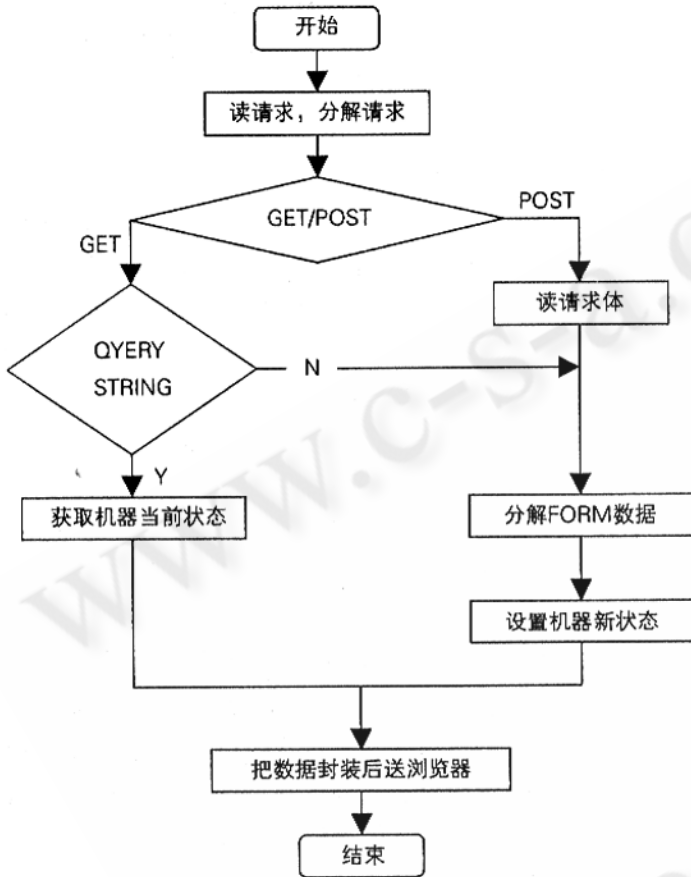 开始
读请求，分解请求
GET/POST
POST
GET
读请求体
QYERY
STRING
N
Y
获取机器当前状态
分解FORM数据
设置机器新状态
把数据封装后送浏览器
结束
www.c-s-a.